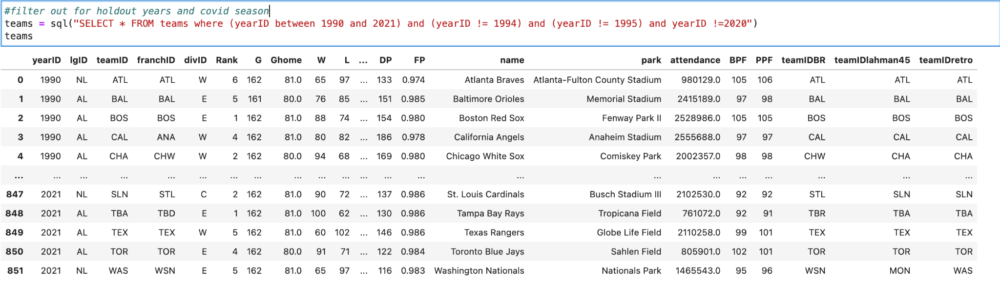 #filter out for holdout years and covid season
teams = sql("SELECT * FROM teams where (yearID between 1990 and 2021) and (yearID != 1994) and (yearID != 1995) and yearID !=2020")
teams
yearID lgID teamID franchID divID Rank G Ghome W L ... DP FP name park attendance BPF PPF teamIDBR teamIDlahman45 teamIDretro
0 1990 NL ATL ATL W 6 162 81.0 65 97 ... 133 0.974 Atlanta Braves Atlanta-Fulton County Stadium 980129.0 105 106 ATL ATL ATL
1 1990 AL BAL BAL E 5 161 80.0 76 85 ... 151 0.985 Baltimore Orioles Memorial Stadium 2415189.0 97 98 BAL BAL BAL
2 1990 AL BOS BOS E 1 162 81.0 88 74 ... 154 0.980 Boston Red Sox Fenway Park II 2528986.0 105 105 BOS BOS BOS
3 1990 AL CAL ANA W 4 162 81.0 80 82 ... 186 0.978 California Angels Anaheim Stadium 2555688.0 97 97 CAL CAL CAL
4 1990 AL CHA CHW W 2 162 80.0 94 68 ... 169 0.980 Chicago White Sox Comiskey Park 2002357.0 98 98 CHW CHA CHA
... ... ... ... ... ... ... ... ... ... ... ... ... ... ... ... ... ... ... ... ...
847 2021 NL SLN STL C 2 162 81.0 90 72 ... 137 0.986 St. Louis Cardinals Busch Stadium III 2102530.0 92 92 STL SLN SLN
848 2021 AL TBA TBD E 1 162 81.0 100 62 ... 130 0.986 Tampa Bay Rays Tropicana Field 761072.0 92 91 TBR TBA TBA
849 2021 AL TEX TEX W 5 162 81.0 60 102 ... 146 0.986 Texas Rangers Globe Life Field 2110258.0 99 101 TEX TEX TEX
850 2021 AL TOR TOR E 4 162 80.0 91 71 ... 122 0.984 Toronto Blue Jays Sahlen Field 805901.0 102 101 TOR TOR TOR
851 2021 NL WAS WSN E 5 162 81.0 65 97 ... 116 0.983 Washington Nationals Nationals Park 1465543.0 95 96 WSN MON WAS